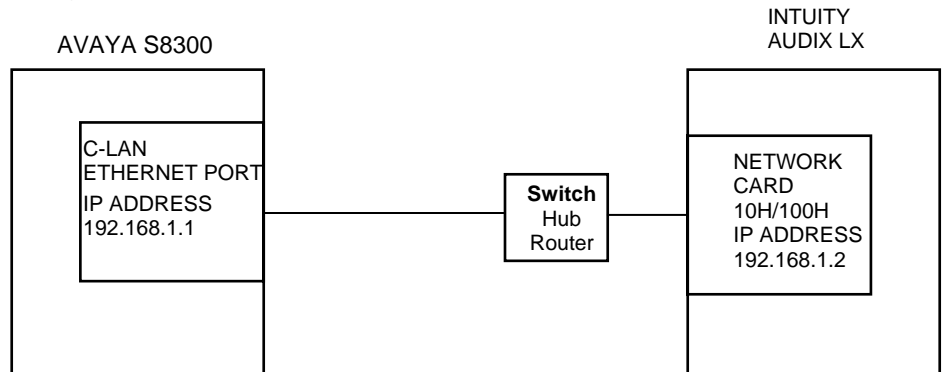 AVAYA S8300
INTUITY
AUDIX LX
C-LAN
ETHERNET PORT
IP ADDRESS
192.168.1.1
Switch
Hub
Router
NETWORK
CARD
10H/100H
IP ADDRESS
192.168.1.2